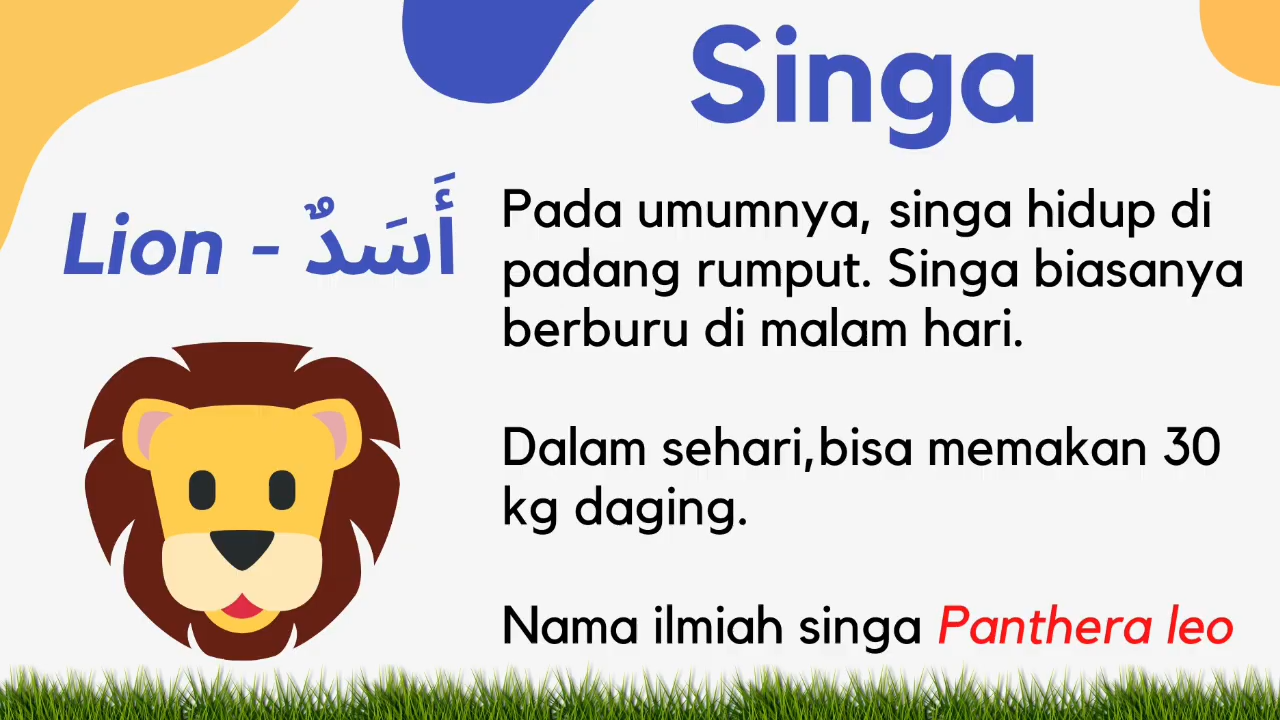 Singa
Lion - أَسَدٌ
Pada umumnya, singa hidup di
padang rumput. Singa biasanya
berburu di malam hari.
Dalam sehari,bisa memakan 30
kg daging.
Nama ilmiah singa Panthera leo